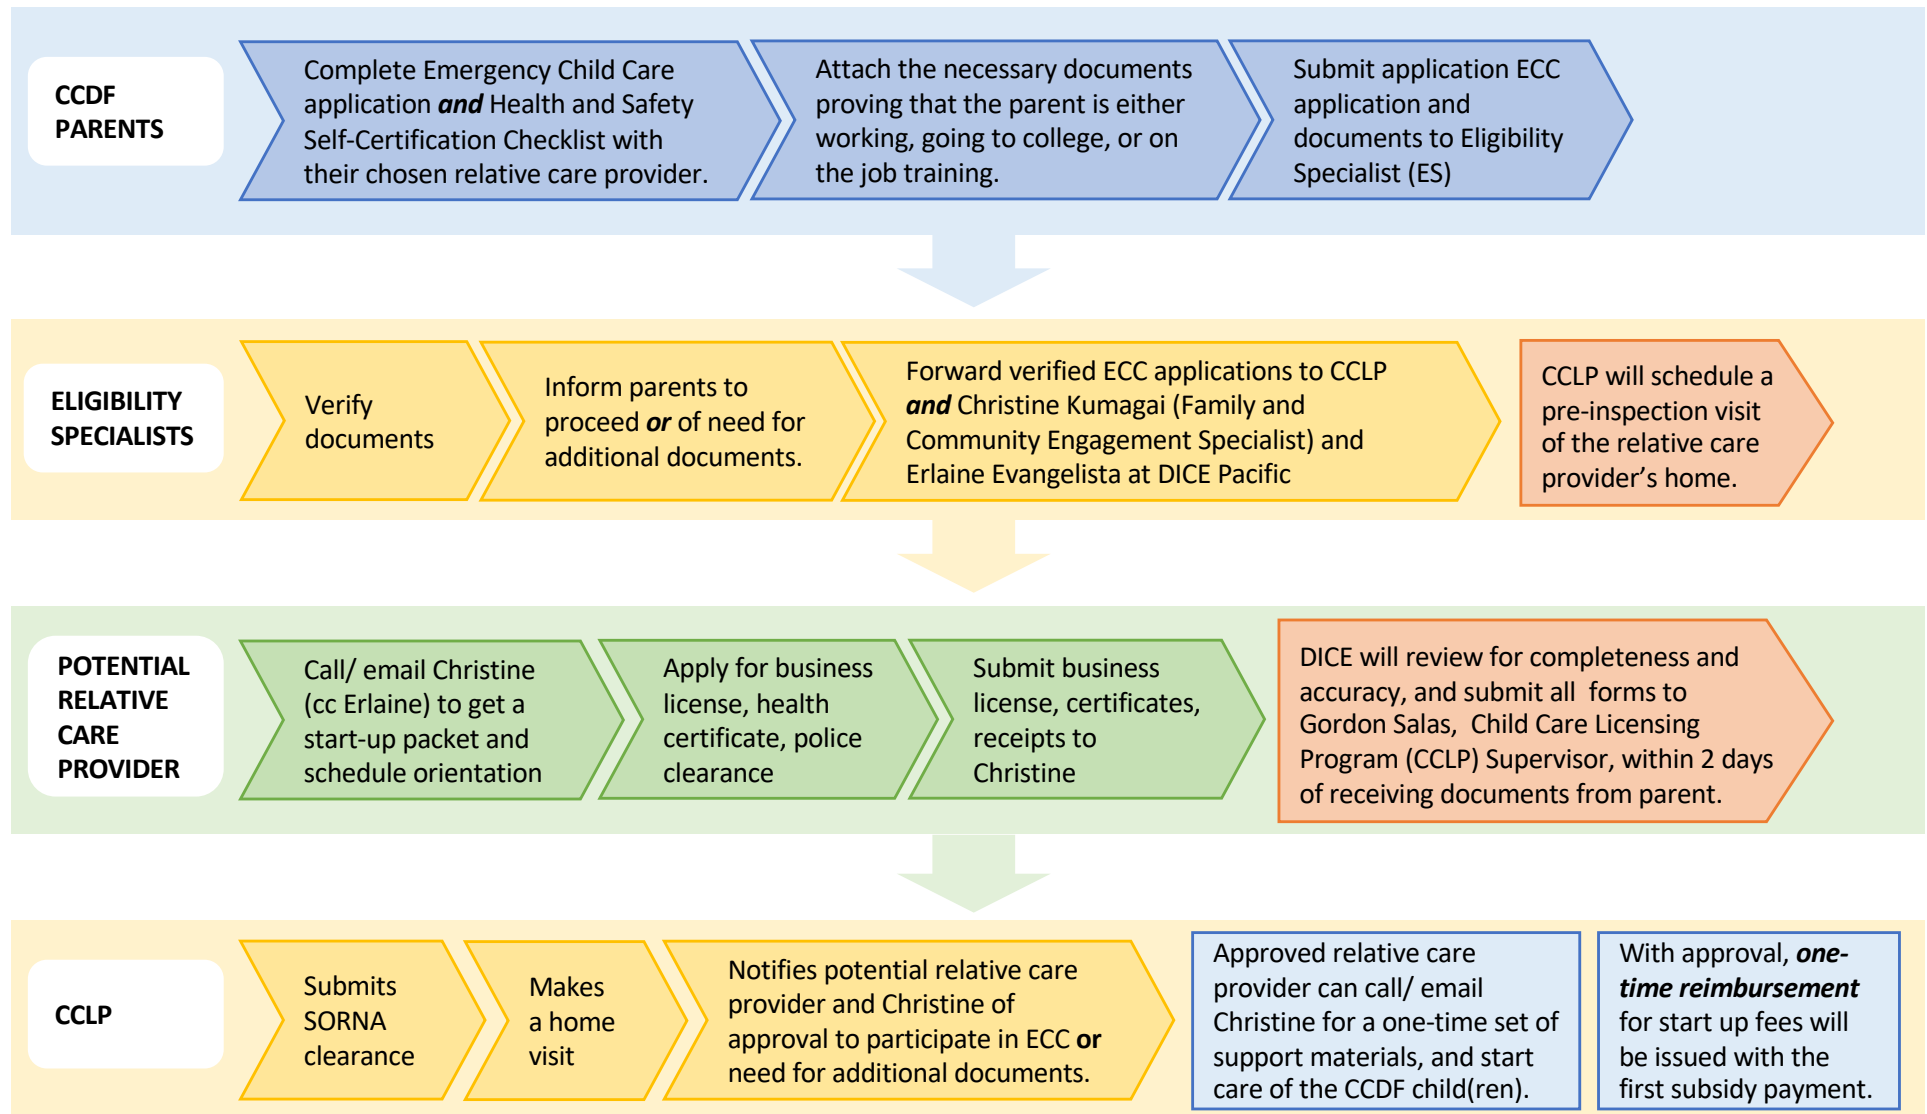 CCDF
PARENTS
Complete Emergency Child Care
application and Health and Safety
Self-Certification Checklist with
their chosen relative care provider.
Attach the necessary documents
proving that the parent is either
working, going to college, or on
the job training.
Submit application ECC
application and
documents to Eligibility
Specialist (ES)
ELIGIBILITY
SPECIALISTS
Verify
documents
Inform parents to
proceed or of need for
additional documents.
Forward verified ECC applications to CCLP
and Christine Kumagai (Family and
Community Engagement Specialist) and
Erlaine Evangelista at DICE Pacific
CCLP will schedule a
pre-inspection visit
of the relative care
provider’s home.
POTENTIAL
RELATIVE
CARE
PROVIDER
Call/ email Christine
(cc Erlaine) to get a
start-up packet and
schedule orientation
Apply for business
license, health
certificate, police
clearance
Submit business
license, certificates,
receipts to
Christine
DICE will review for completeness and
accuracy, and submit all forms to
Gordon Salas, Child Care Licensing
Program (CCLP) Supervisor, within 2 days
of receiving documents from parent.
CCLP
Submits
SORNA
clearance
Makes
a home
visit
Notifies potential relative care
provider and Christine of
approval to participate in ECC or
need for additional documents.
Approved relative care
provider can call/ email
Christine for a one-time set of
support materials, and start
care of the CCDF child(ren).
With approval, one-
time reimbursement
for start up fees will
be issued with the
first subsidy payment.